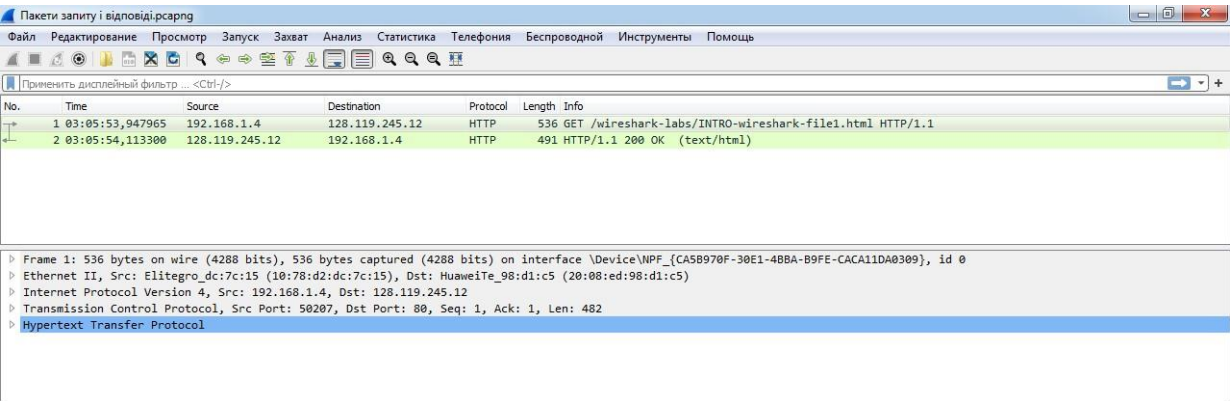 Пакети запиту і відповіді.pcapng
Файл Редактирование Просмотр Запуск Захват Анализ Статистика Телефония Беспроводной Инструменты Помощь
Применить дисплейный фильтр ... <Ctrl-/>
No. Time Source Destination Protocol Length Info
1 03:05:53,947965 192.168.1.4 128.119.245.12 HTTP 536 GET /wireshark-labs/INTRO-wireshark-file1.html HTTP/1.1
2 03:05:54,113300 128.119.245.12 192.168.1.4 HTTP 491 HTTP/1.1 200 OK (text/html)
Frame 1: 536 bytes on wire (4288 bits), 536 bytes captured (4288 bits) on interface \Device\NPF_{CA5B970F-30E1-4BBA-B9FE-CACA11DA0309}, id 0
Ethernet II, Src: Elitegro_dc:7c:15 (10:78:d2:dc:7c:15), Dst: HuaweiTe_98:d1:c5 (20:08:ed:98:d1:c5)
Internet Protocol Version 4, Src: 192.168.1.4, Dst: 128.119.245.12
Transmission Control Protocol, Src Port: 50207, Dst Port: 80, Seq: 1, Ack: 1, Len: 482
Hypertext Transfer Protocol